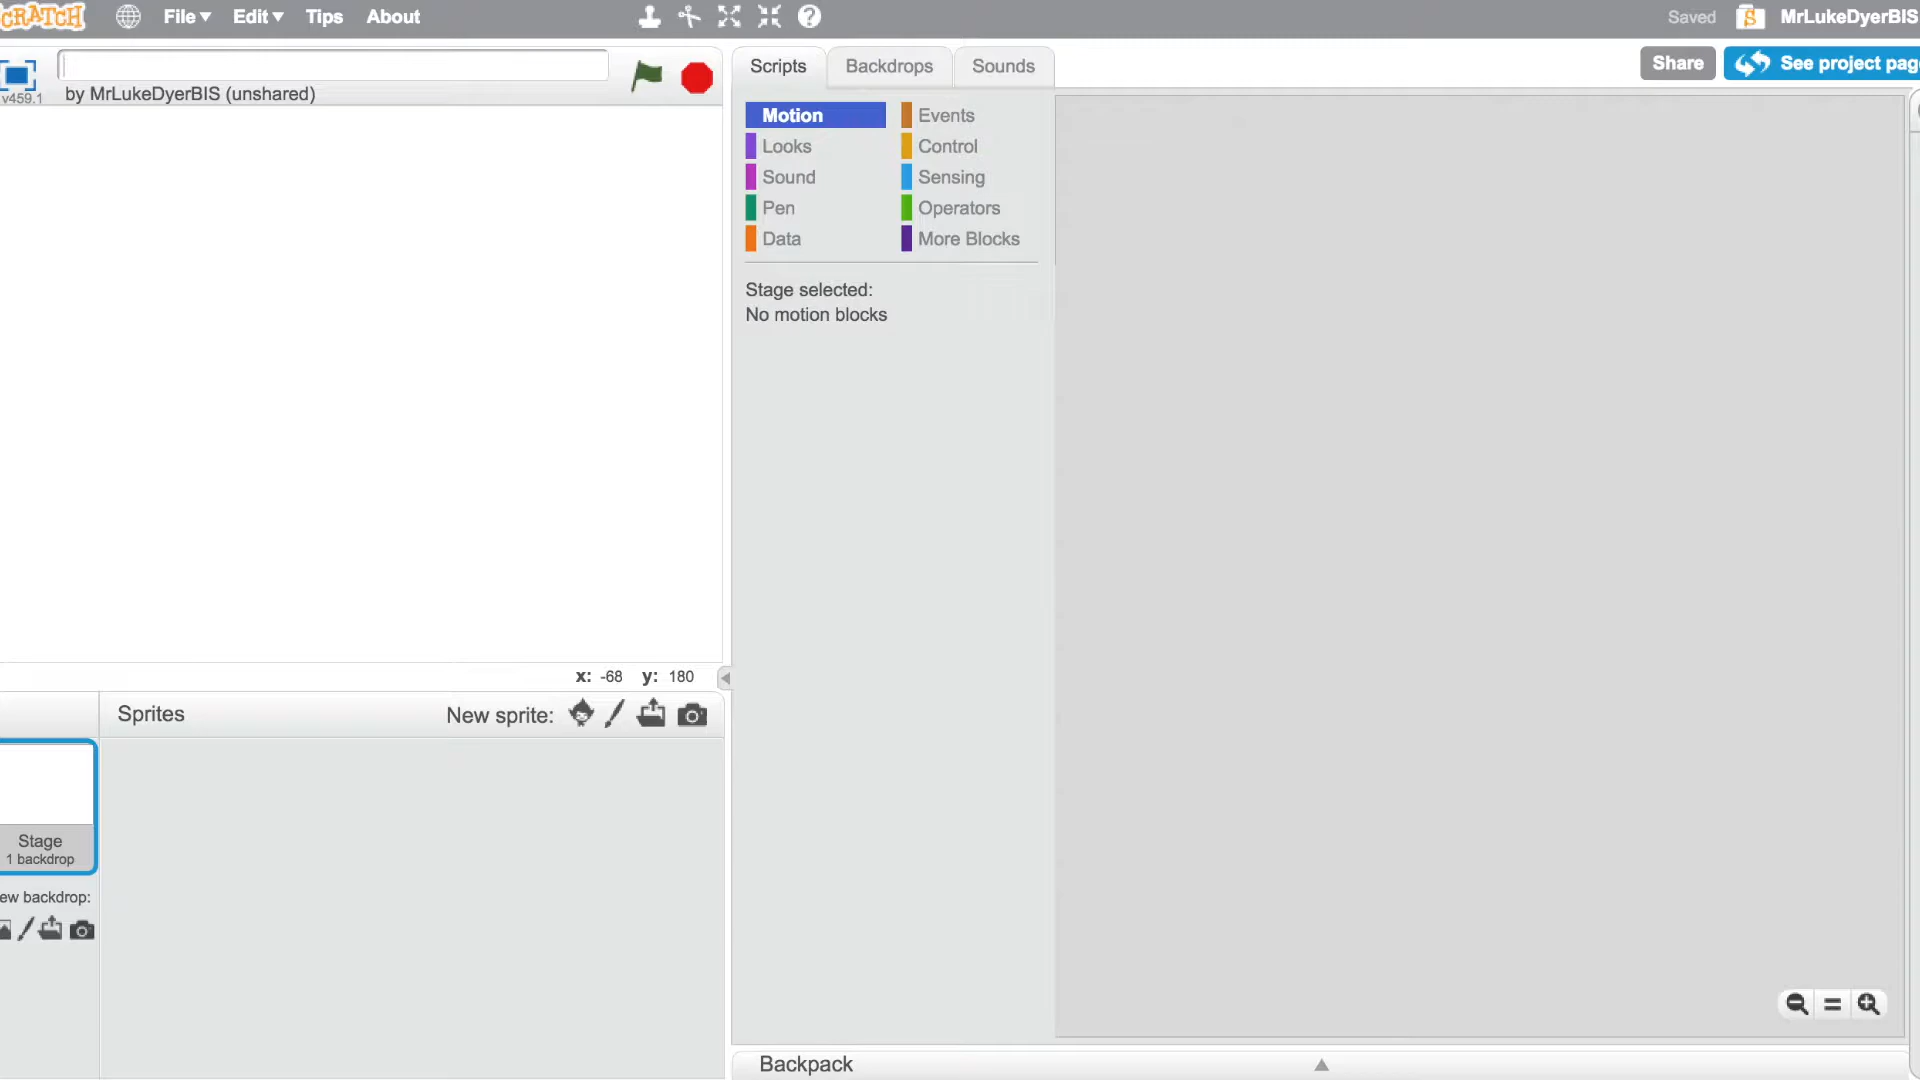 SCRATCH File Edit Tips About Saved MrLukeDyerBIS
v459.1
by MrLukeDyerBIS (unshared)
Scripts Backdrops Sounds
Share See project pag
Motion Events
Looks Control
Sound Sensing
Pen Operators
Data More Blocks
Stage selected:
No motion blocks
x: -68 y: 180
Sprites New sprite:
Stage
1 backdrop
ew backdrop:
Backpack